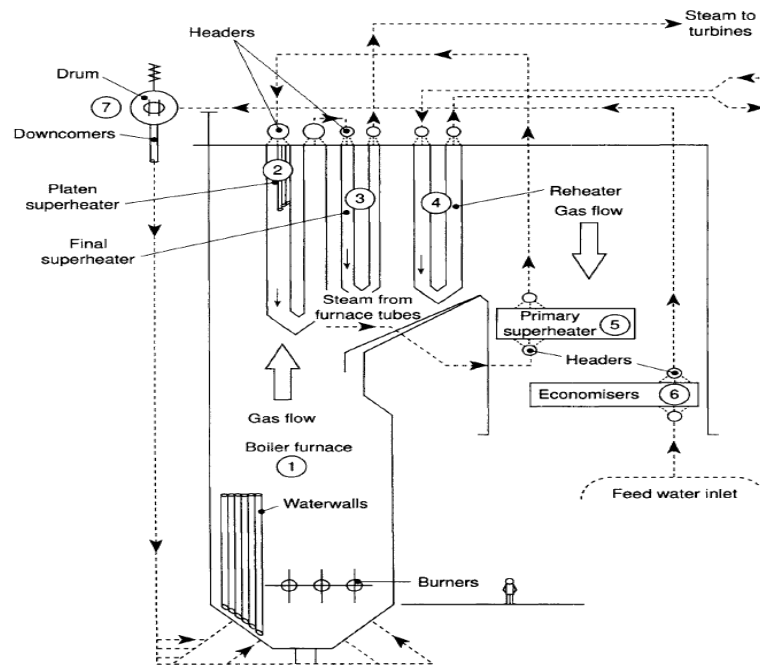 Headers
Steam to
turbines
Drum
7
Downcomers
2
Platen
superheater
3
4
Reheater
Gas flow
Final
superheater
Steam from
furnace tubes
Primary
superheater
5
Headers
Economisers
6
Gas flow
Boiler furnace
1
Waterwalls
Feed water inlet
Burners